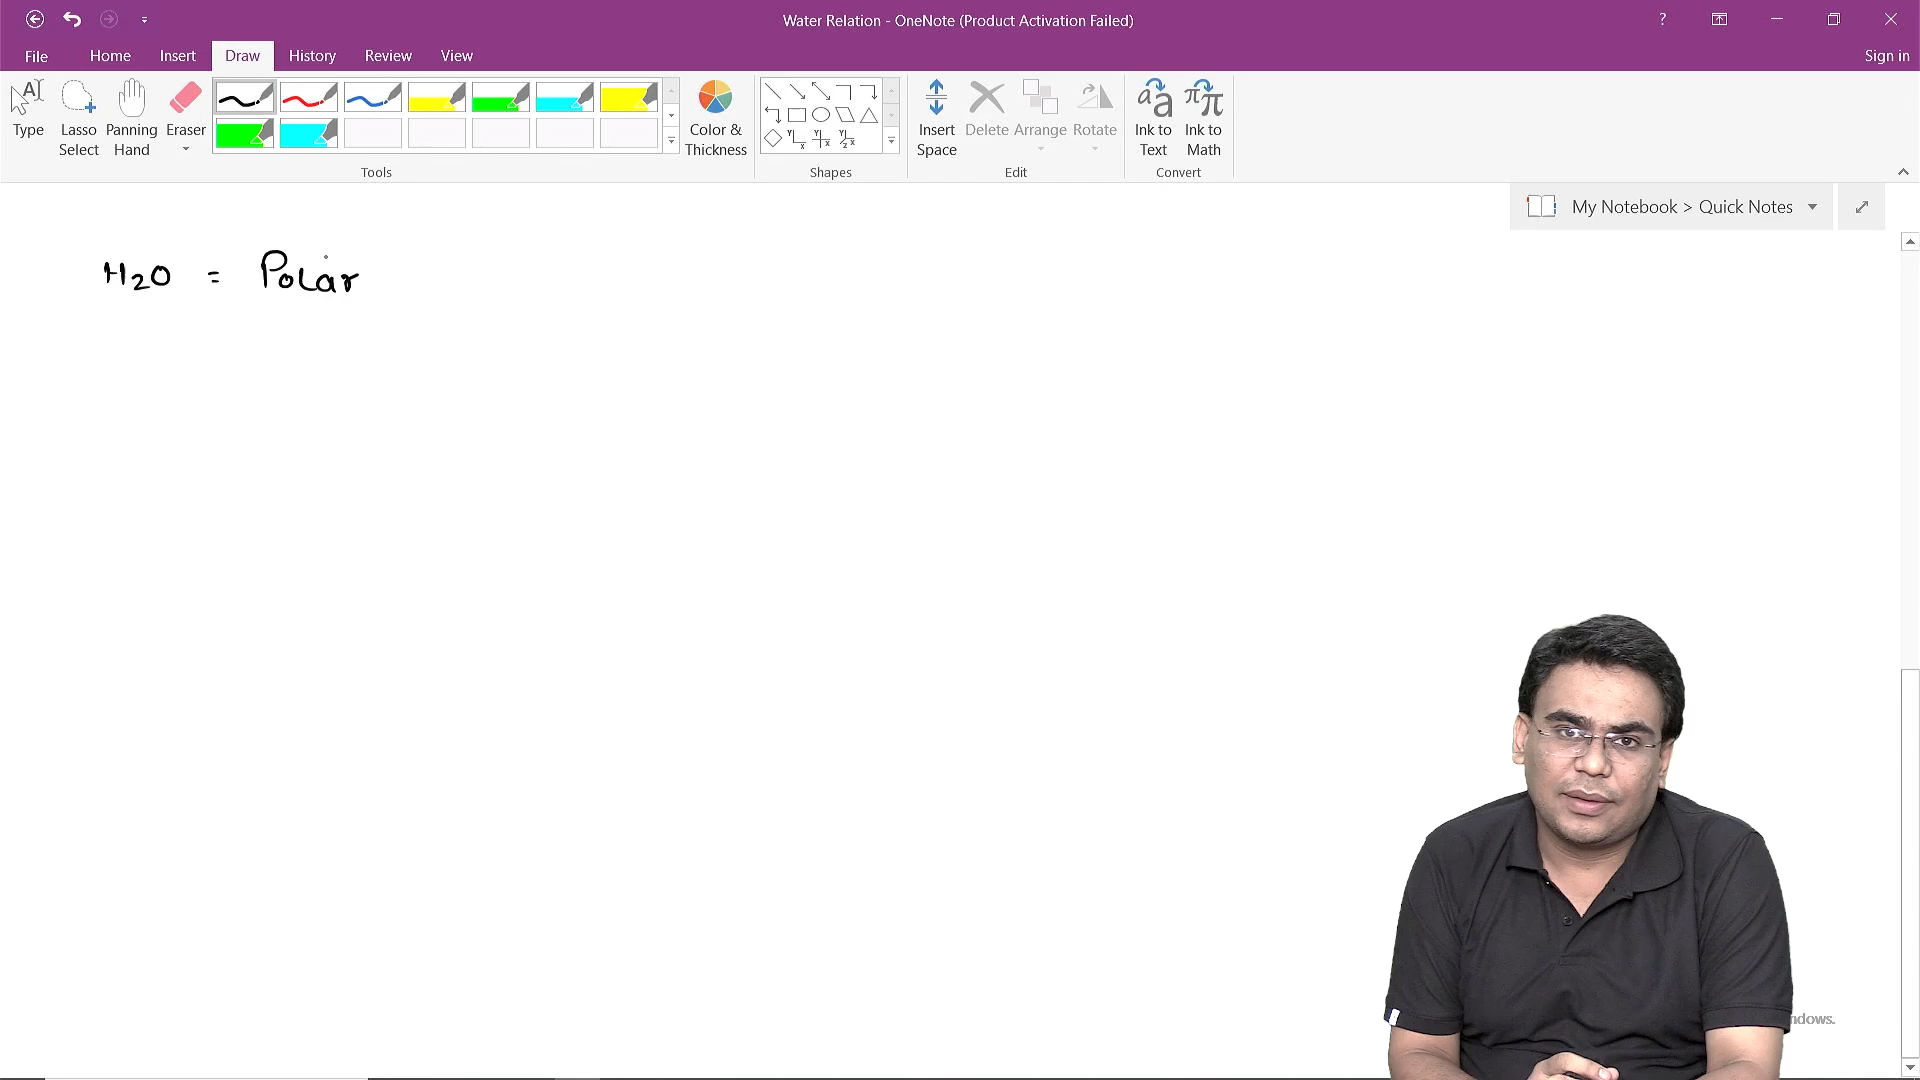 Water Relation - OneNote (Product Activation Failed)
?
File Home Insert Draw History Review View
Sign in
Type
Lasso Select
Panning Hand
Eraser
Color & Thickness
Insert Space
Delete
Arrange
Rotate
Ink to Text
Ink to Math
Tools
Shapes
Edit
Convert
My Notebook > Quick Notes
H2O = Polar
ndows.